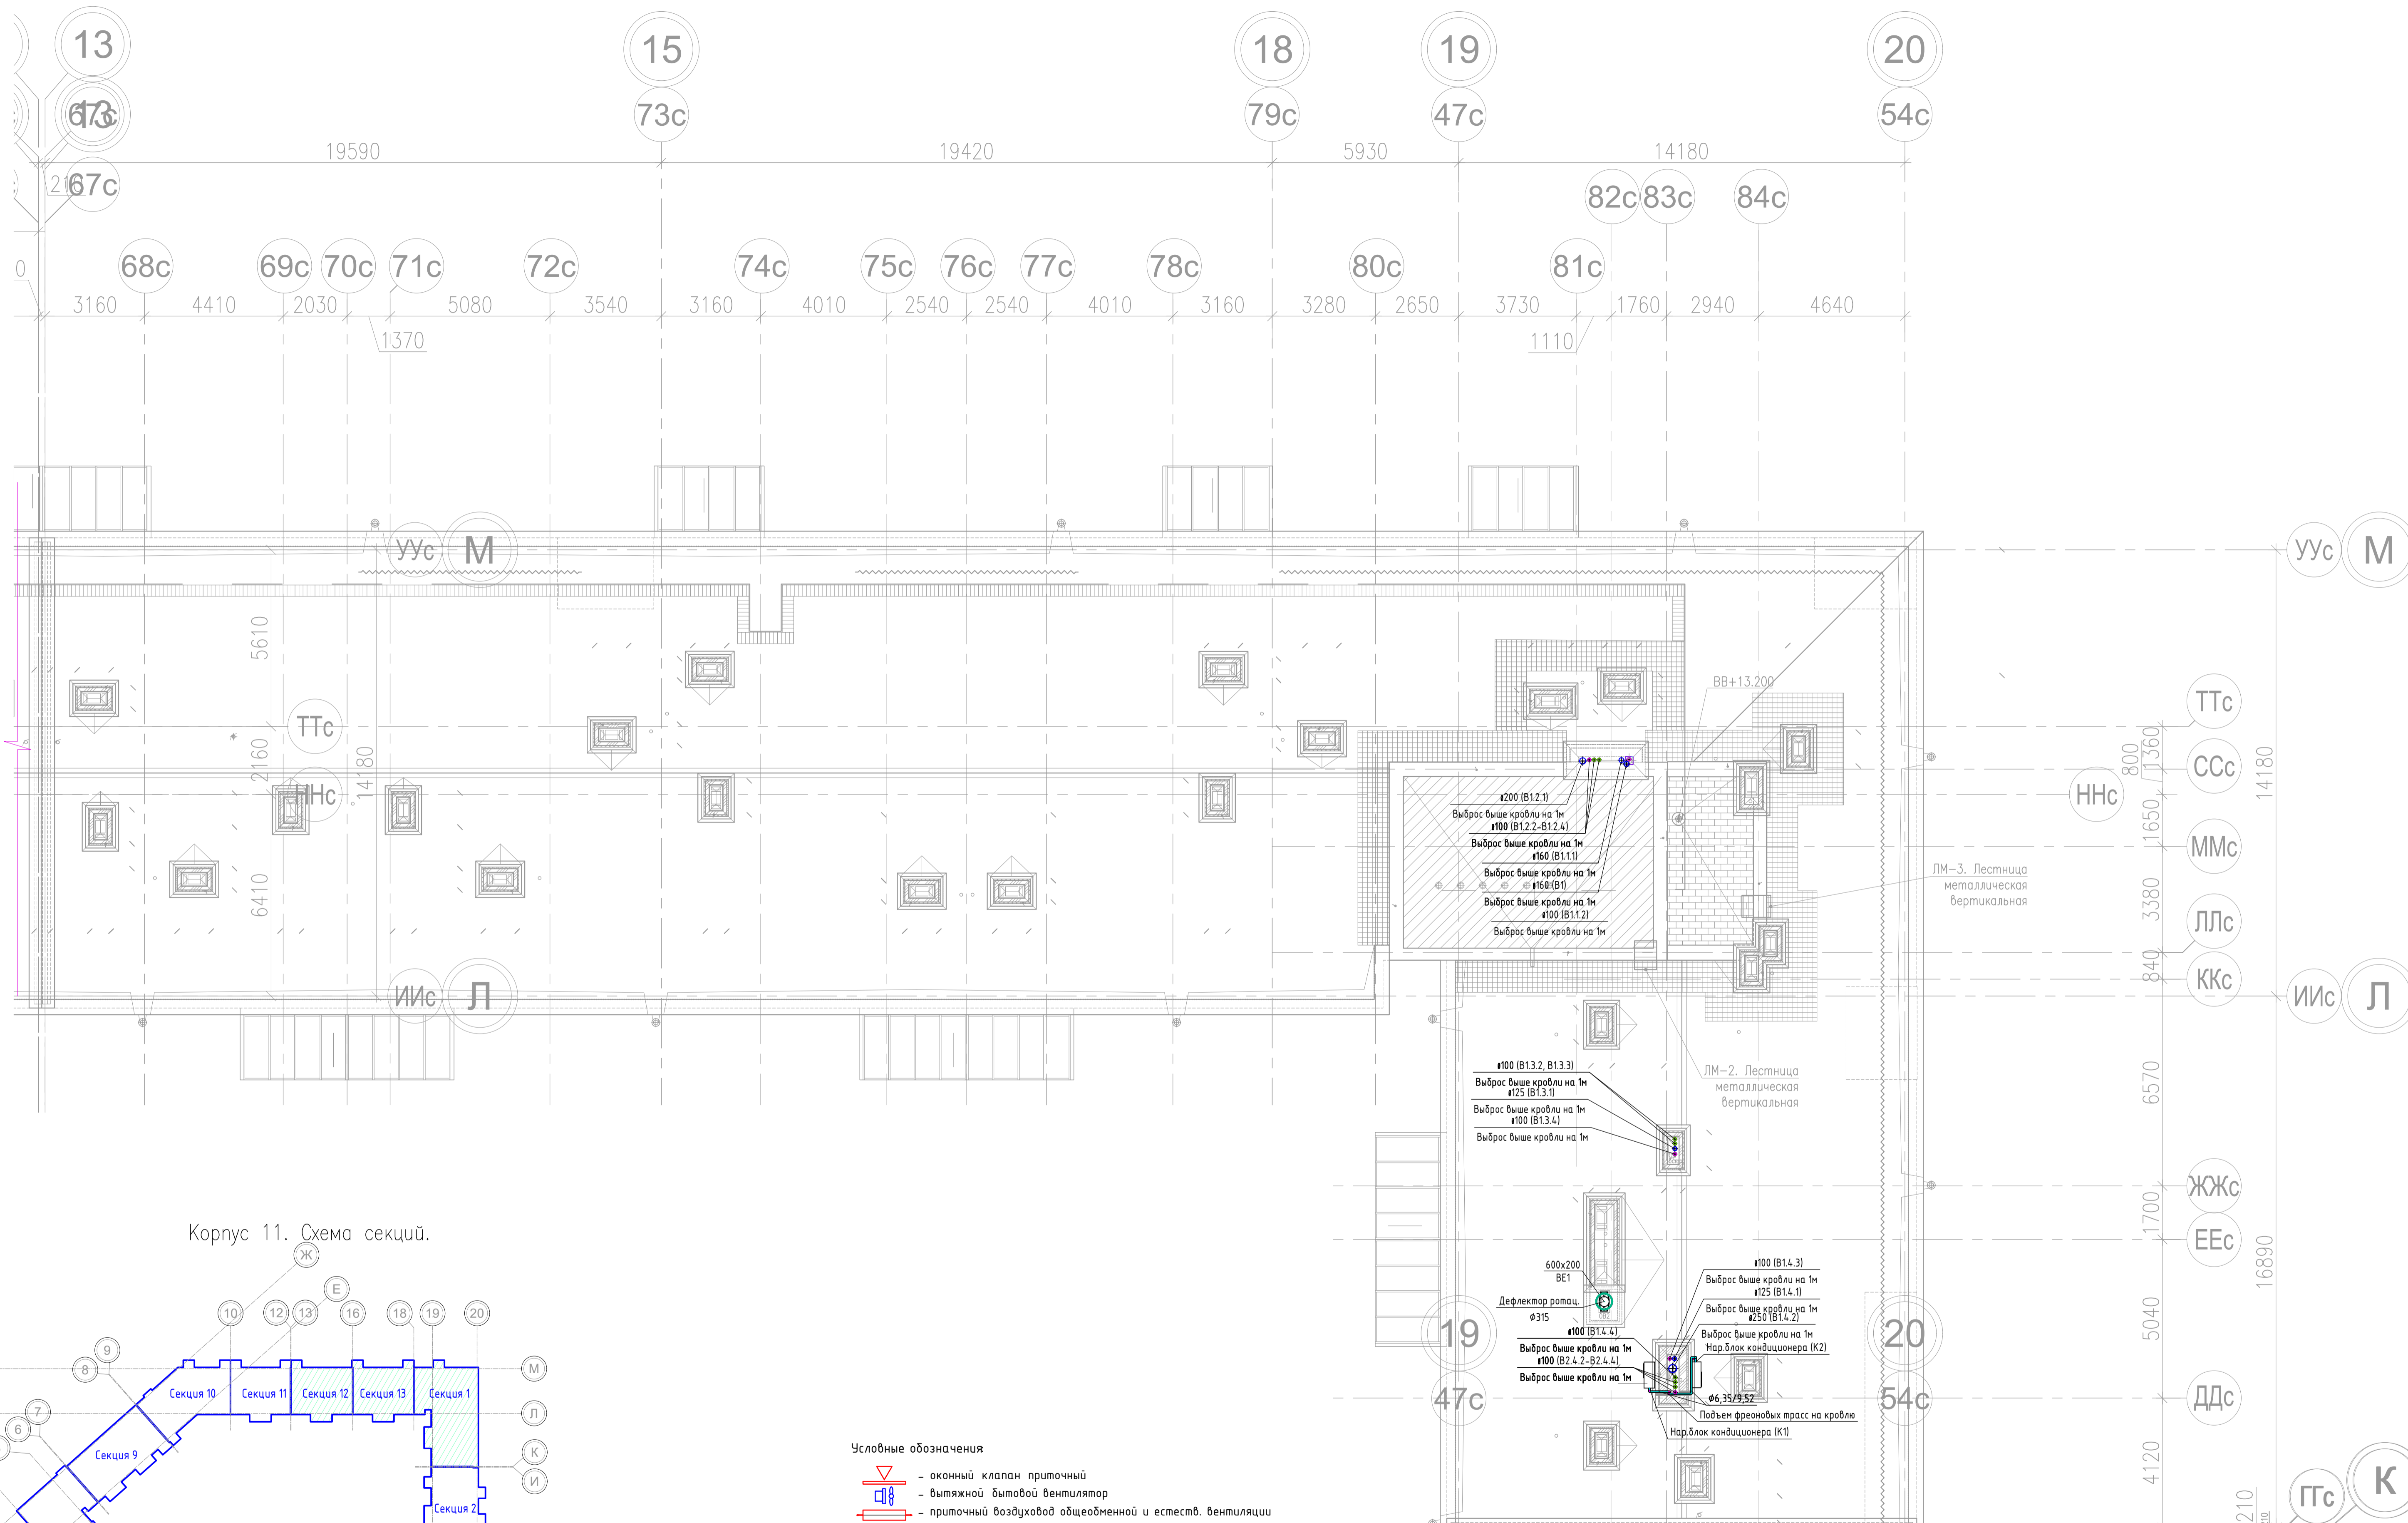 13
15
18
19
20
13
67с
73с
79с
47с
54с
19590
19420
5930
14180
67с
82с
83с
84с
68с
69с
70с
71с
72с
74с
75с
76с
77с
78с
80с
81с
0
3160
4410
2030
5080
3540
3160
4010
2540
2540
4010
3160
3280
2650
3730
1760
2940
4640
1370
1110
УУс
М
УУс
М
5610
ВВ+13.200
ТТс
ТТс
2160
14180
ННс
1360
800
ССс
14180
ННс
ø200 (В1.2.1)
Выброс выше кровли на 1м
ø100 (В1.2.2-В1.2.4)
Выброс выше кровли на 1м
ø160 (В1.1.1)
Выброс выше кровли на 1м
ø160 (В1)
Выброс выше кровли на 1м
ø100 (В1.1.2)
Выброс выше кровли на 1м
1650
ММс
6410
ЛМ-3. Лестница
металлическая
вертикальная
3380
ЛЛс
840
ККс
ИИс
Л
ИИс
Л
ø100 (В1.3.2, В1.3.3)
Выброс выше кровли на 1м
ø125 (В1.3.1)
Выброс выше кровли на 1м
ø100 (В1.3.4)
Выброс выше кровли на 1м
ЛМ-2. Лестница
металлическая
вертикальная
6570
ЖЖс
1700
ЕЕс
16890
600х200
ВЕ1
Дефлектор ротац.
Ф315
ø100 (В1.4.3)
Выброс выше кровли на 1м
ø125 (В1.4.1)
Выброс выше кровли на 1м
ø250 (В1.4.2)
Выброс выше кровли на 1м
Нар.блок кондиционера (К2)
19
20
5040
ø100 (В1.4.4)
Выброс выше кровли на 1м
ø100 (В2.4.2-В2.4.4)
Выброс выше кровли на 1м
47с
54с
ДДс
Ф6,35/9,52
Подъем фреоновых трасс на кровлю
Нар.блок кондиционера (К1)
4120
К
ГГс
210
Корпус 11. Схема секций.
Ж
Е
10
12
13
16
18
19
20
9
8
М
Секция 10
Секция 11
Секция 12
Секция 13
Секция 1
7
Л
6
Секция 9
К
И
Секция 2
Условные обозначения:
- оконный клапан приточный
- вытяжной бытовой вентилятор
- приточный воздуховод общеобменной и естеств. вентиляции